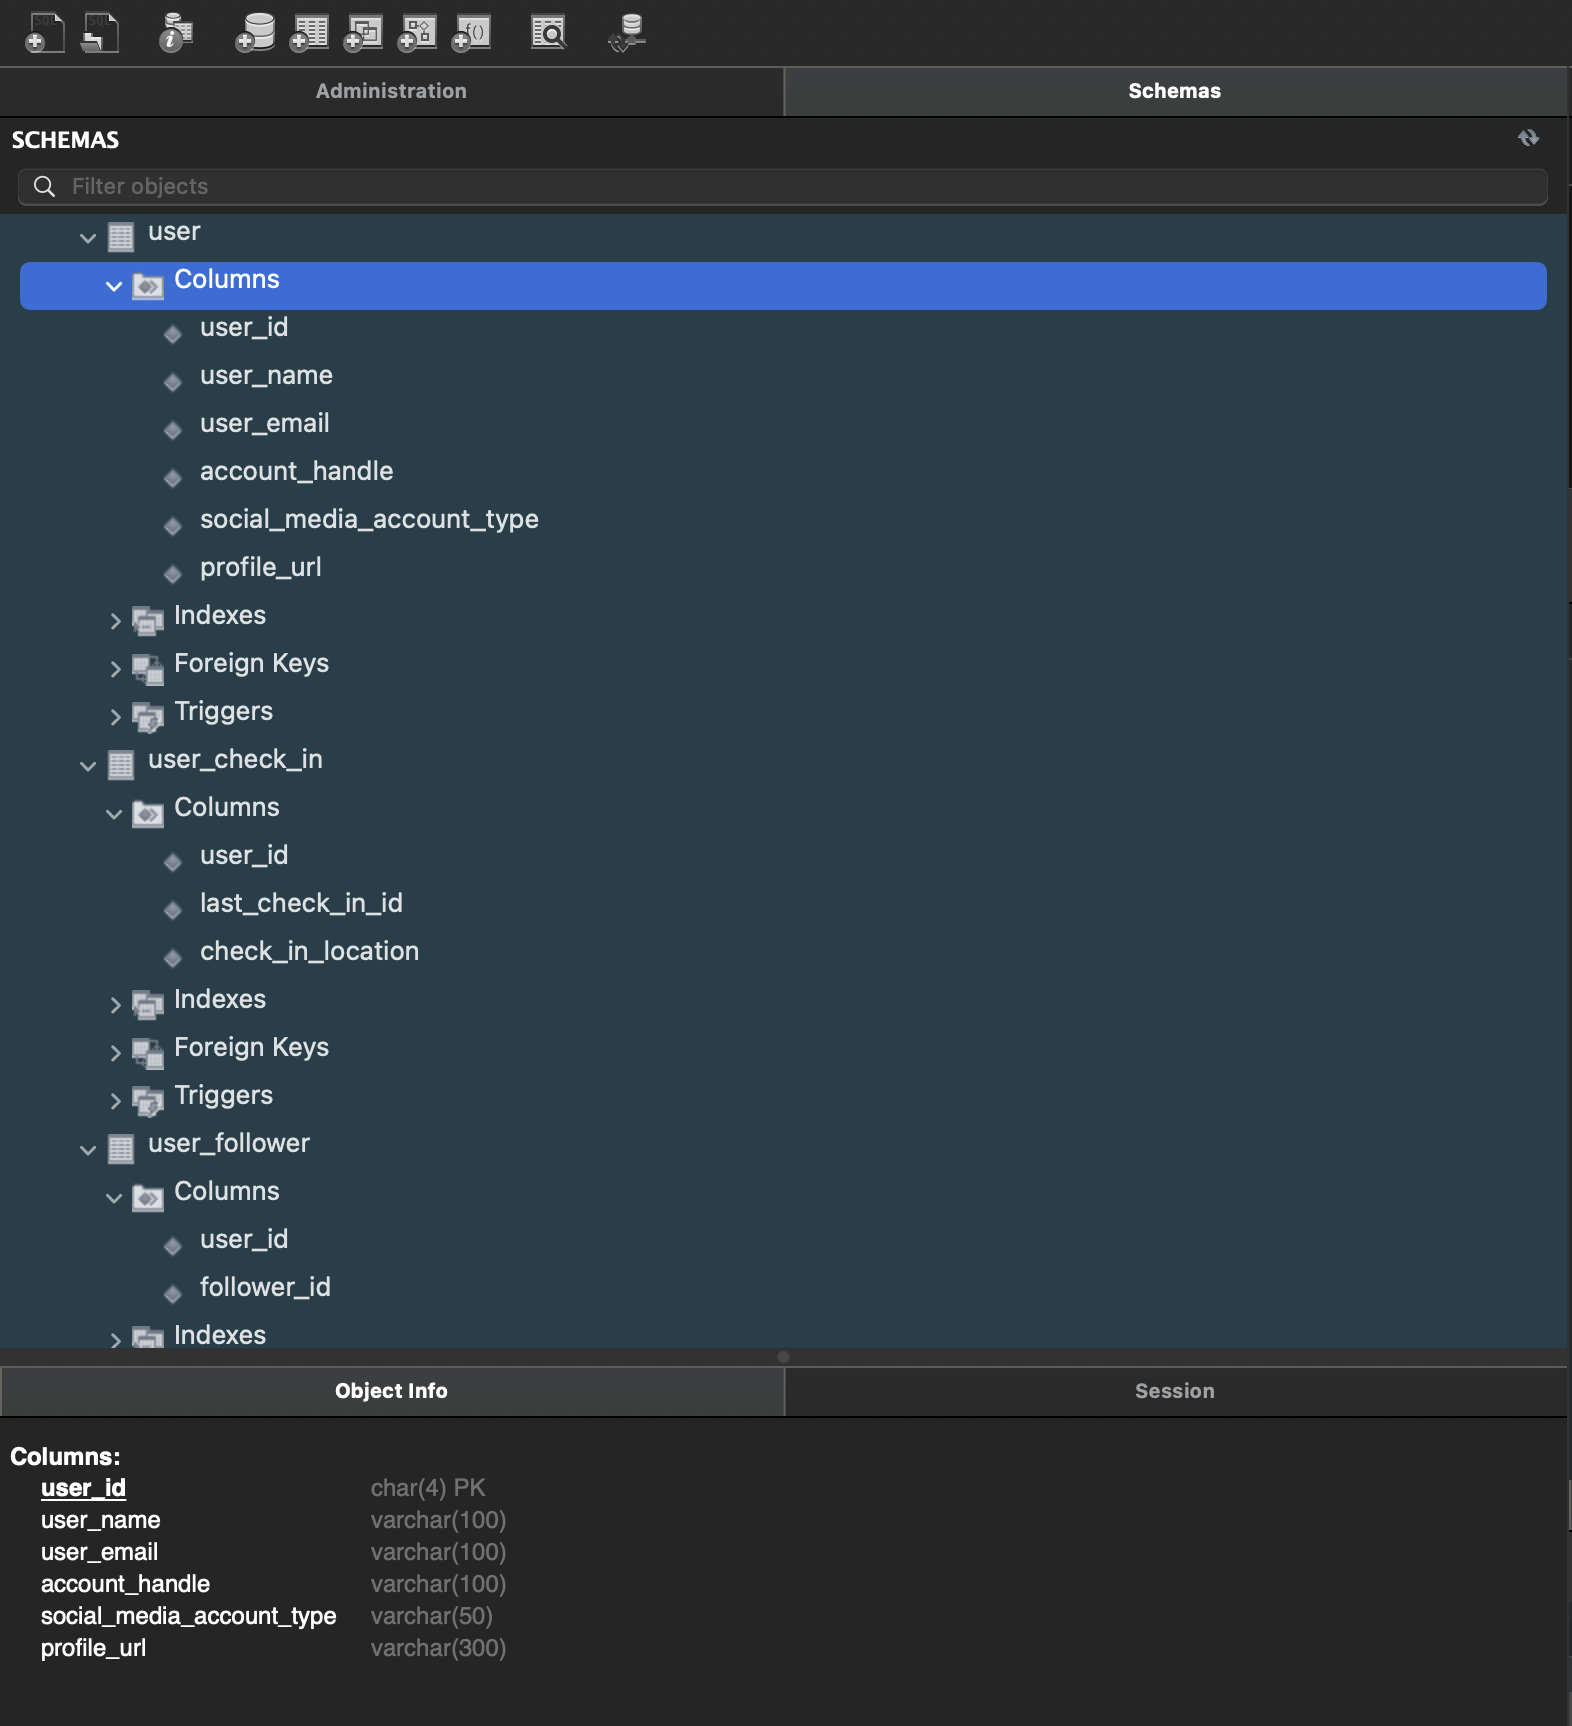 SQL SQL
i f()
Administration Schemas
SCHEMAS
Filter objects
user
Columns
user_id
user_name
user_email
account_handle
social_media_account_type
profile_url
Indexes
Foreign Keys
Triggers
user_check_in
Columns
user_id
last_check_in_id
check_in_location
Indexes
Foreign Keys
Triggers
user_follower
Columns
user_id
follower_id
Indexes
Object Info Session
Columns:
user_id char(4) PK
user_name varchar(100)
user_email varchar(100)
account_handle varchar(100)
social_media_account_type varchar(50)
profile_url varchar(300)